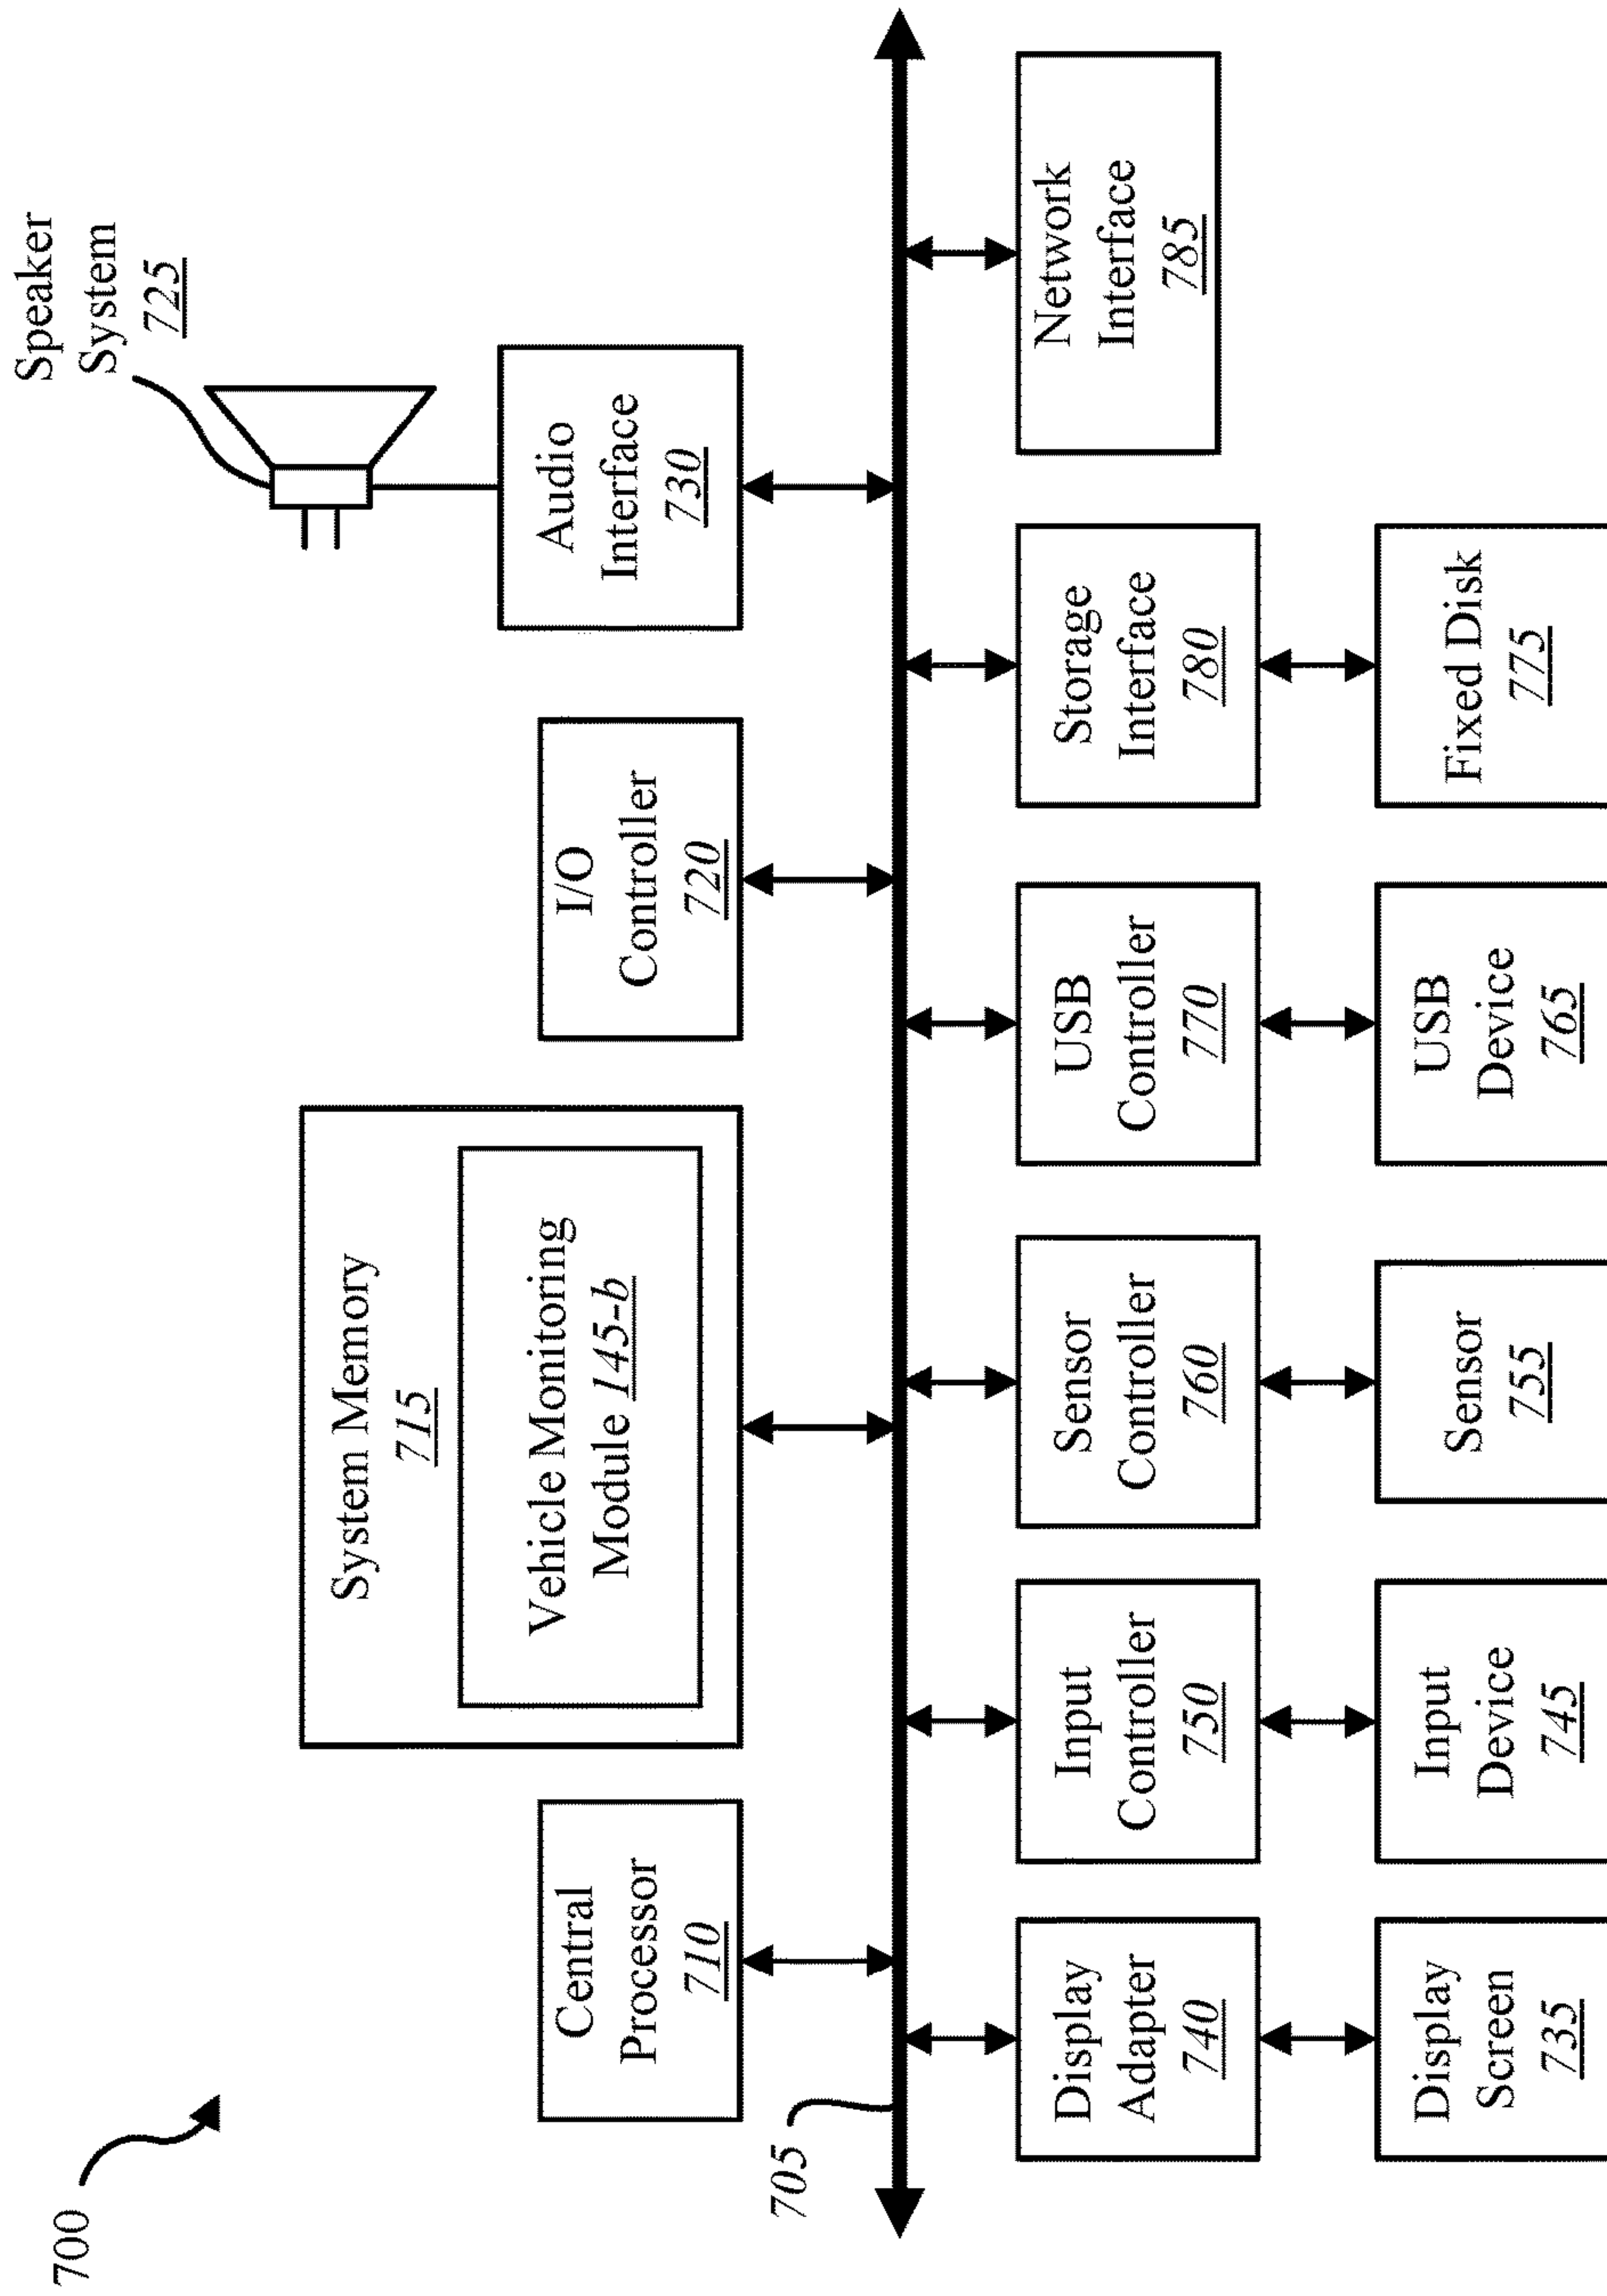 700
Speaker
System
725
Central
Processor
710
System Memory
715
Vehicle Monitoring
Module 145-b
I/O
Controller
720
Audio
Interface
730
705
Display
Adapter
740
Input
Controller
750
Sensor
Controller
760
USB
Controller
770
Storage
Interface
780
Network
Interface
785
Display
Screen
735
Input
Device
745
Sensor
755
USB
Device
765
Fixed Disk
775